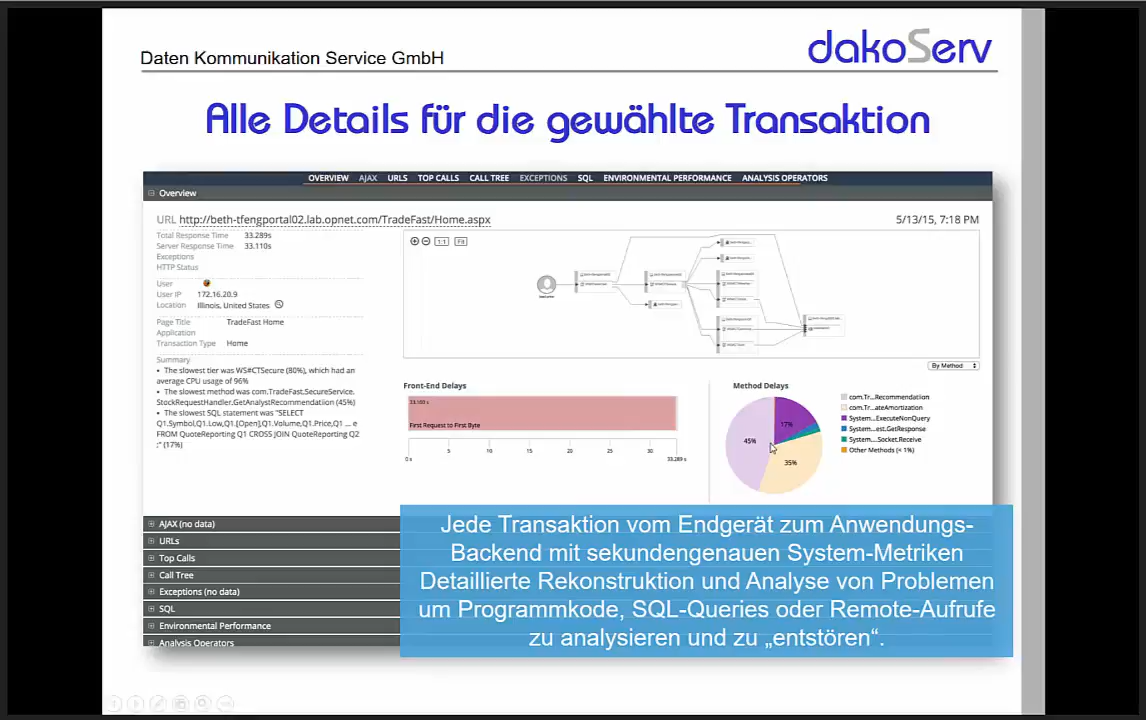 Daten Kommunikation Service GmbH
dakoServ
Alle Details für die gewählte Transaktion
OVERVIEW AJAX URLS TOP CALLS CALL TREE EXCEPTIONS SQL ENVIRONMENTAL PERFORMANCE ANALYSIS OPERATORS
Overview
URL http://beth-tfengportal02.lab.opnet.com/TradeFast/Home.aspx
5/13/15, 7:18 PM
Total Response Time 33.289s
Server Response Time 33.110s
Exceptions
HTTP Status
User
User IP 172.16.20.9
Location Illinois, United States
Page Title TradeFast Home
Application
Transaction Type Home
Summary
• The slowest tier was WS#CTSecure (80%), which had an
average CPU usage of 96%
• The slowest method was com.TradeFast.SecureService.
StockRequestHandler.GetAnalystRecommendation (45%)
• The slowest SQL statement was "SELECT
Q1.Symbol,Q1.Low,Q1.[Open],Q1.Volume,Q1.Price,Q1 ... e
FROM QuoteReporting Q1 CROSS JOIN QuoteReporting Q2
;" (17%)
1:1 Fit
By Method
Front-End Delays
33.103 s
First Request to First Byte
0 s 5 10 15 20 25 30 33.289 s
Method Delays
45%
17%
35%
com.Tr...Recommendation
com.Tr...ateAmortization
System....ExecuteNonQuery
System....est.GetResponse
System....Socket.Receive
Other Methods (< 1%)
AJAX (no data)
URLs
Top Calls
Call Tree
Exceptions (no data)
SQL
Environmental Performance
Analysis Operators
Jede Transaktion vom Endgerät zum Anwendungs-
Backend mit sekundengenauen System-Metriken
Detaillierte Rekonstruktion und Analyse von Problemen
um Programmkode, SQL-Queries oder Remote-Aufrufe
zu analysieren und zu „entstören“.